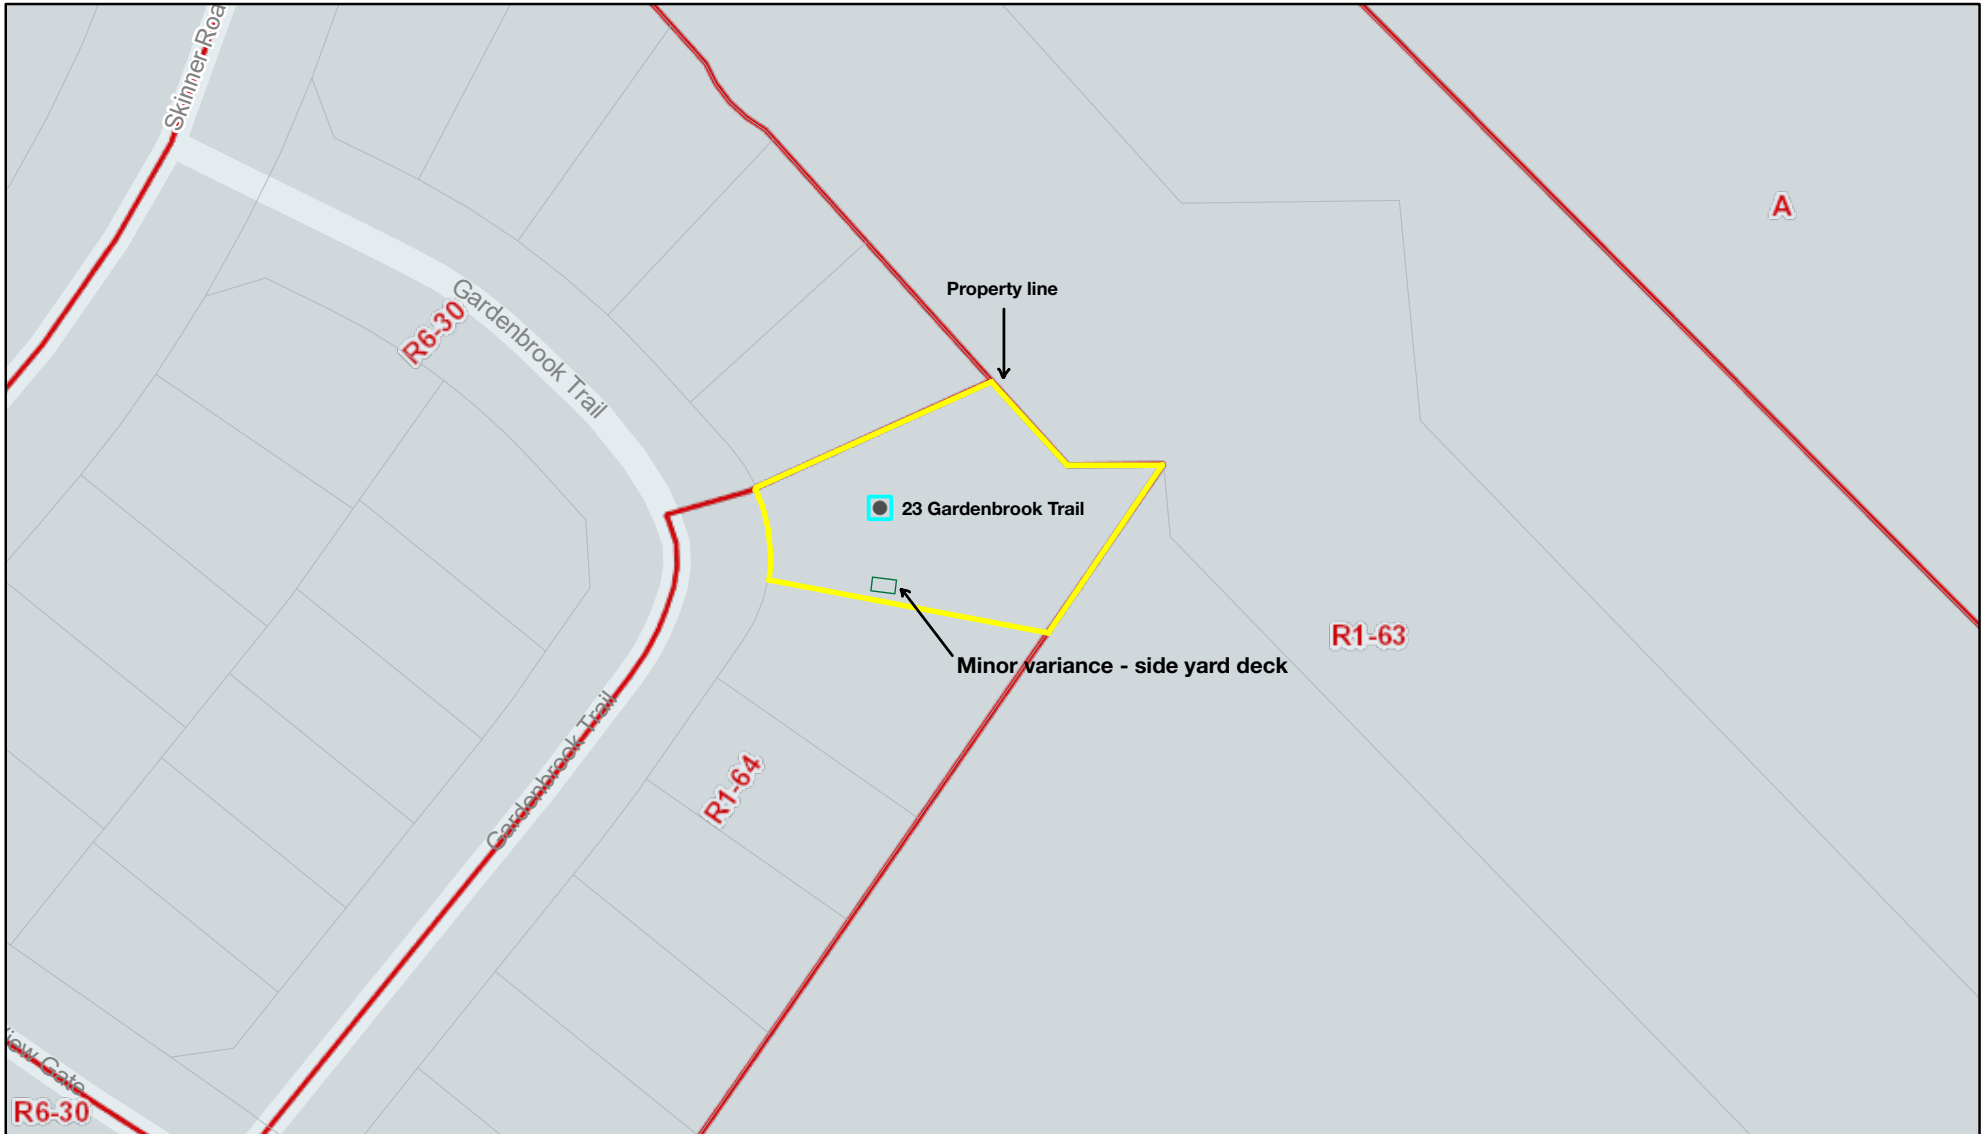 Skinner Roa
A
Property line
Gardenbrook Trail
R6-30
23 Gardenbrook Trail
R1-63
Minor variance - side yard deck
Gardenbrook Trail
R1-64
iew Gate
R6-30